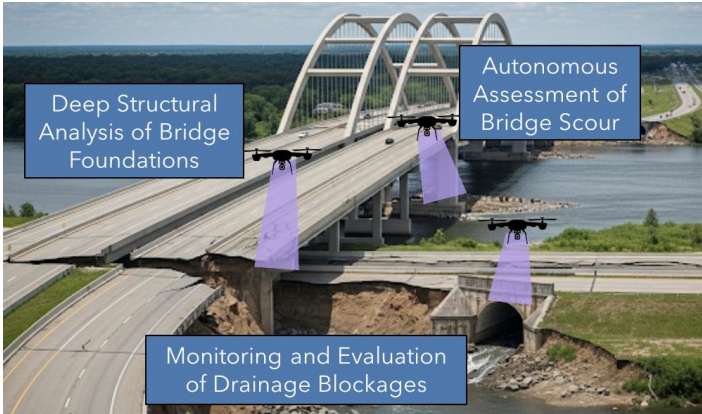 Deep Structural
Analysis of Bridge
Foundations
Autonomous
Assessment of
Bridge Scour
Monitoring and Evaluation
of Drainage Blockages